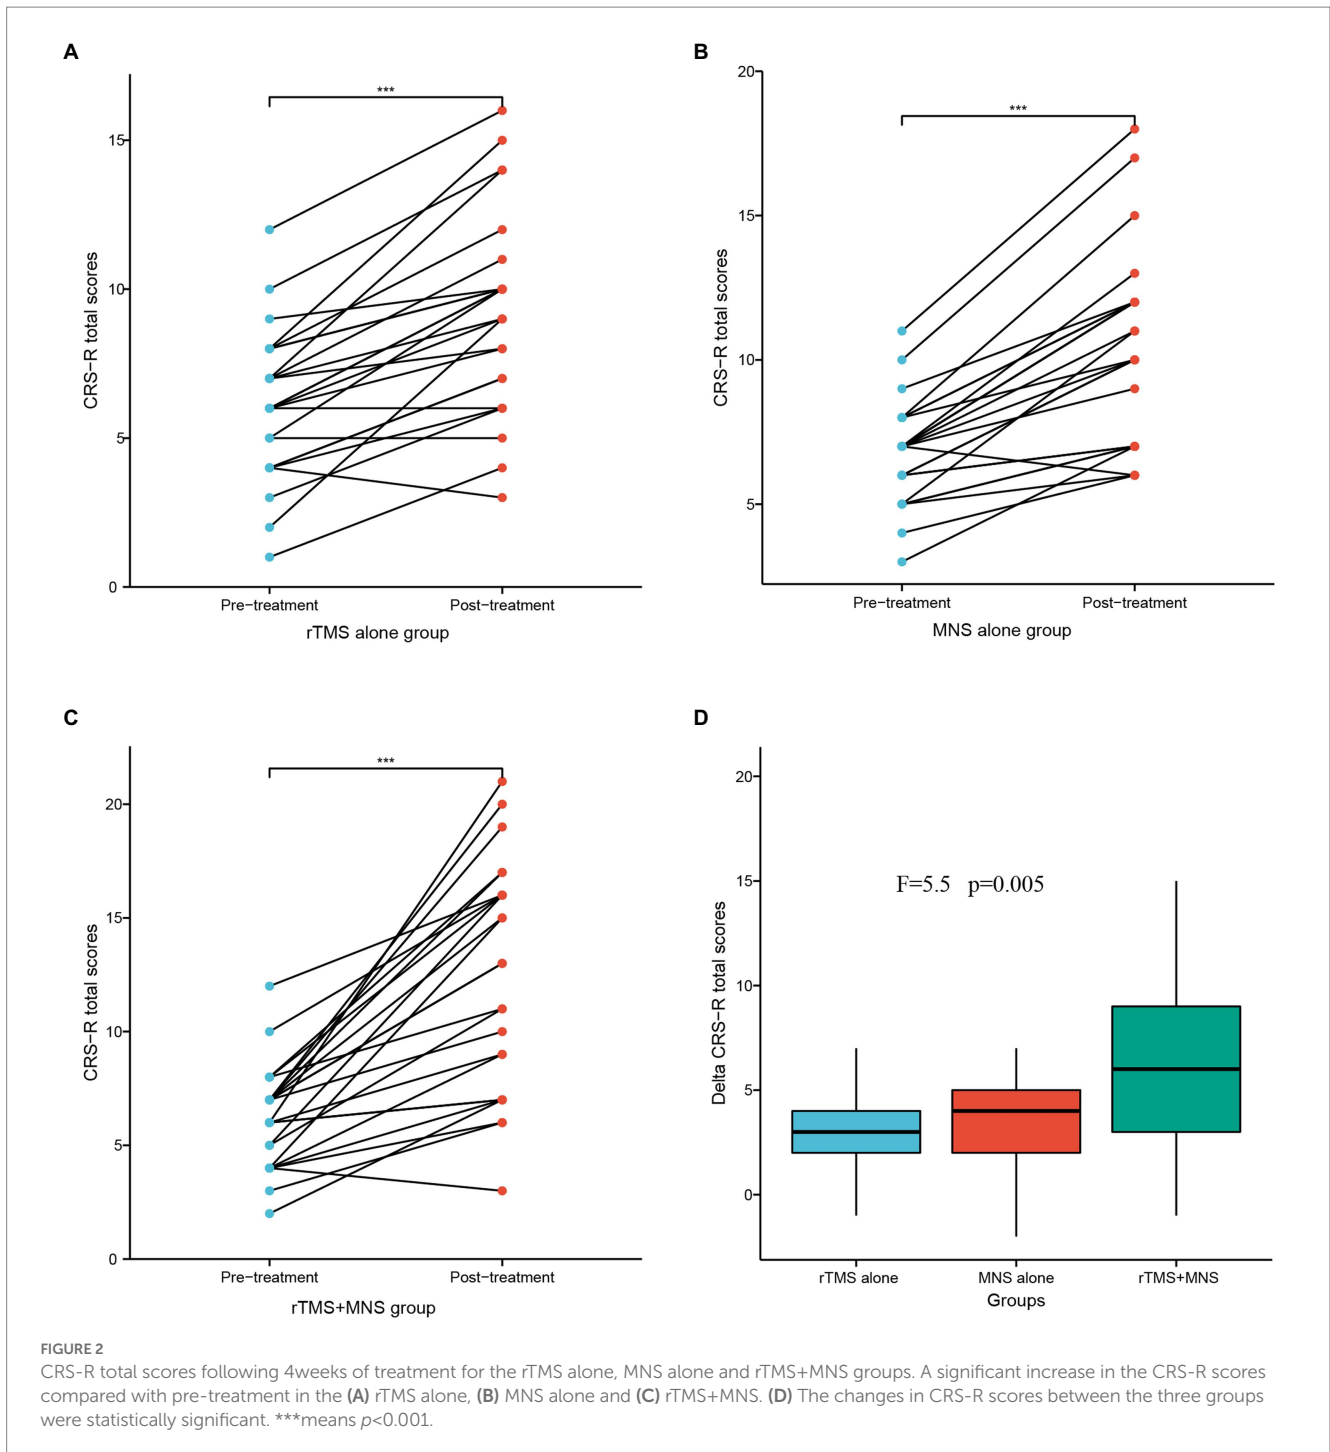 A
***
15
10
5
0
CRS−R total scores
Pre−treatment
Post−treatment
rTMS alone group
B
***
20
15
10
5
CRS−R total scores
Pre−treatment
Post−treatment
MNS alone group
C
***
20
15
10
5
0
CRS−R total scores
Pre−treatment
Post−treatment
rTMS+MNS group
D
20
15
10
5
0
Delta CRS−R total scores
F=5.5 p=0.005
rTMS alone
MNS alone
rTMS+MNS
Groups
FIGURE 2
CRS-R total scores following 4weeks of treatment for the rTMS alone, MNS alone and rTMS+MNS groups. A significant increase in the CRS-R scores
compared with pre-treatment in the (A) rTMS alone, (B) MNS alone and (C) rTMS+MNS. (D) The changes in CRS-R scores between the three groups
were statistically significant. ***means p<0.001.